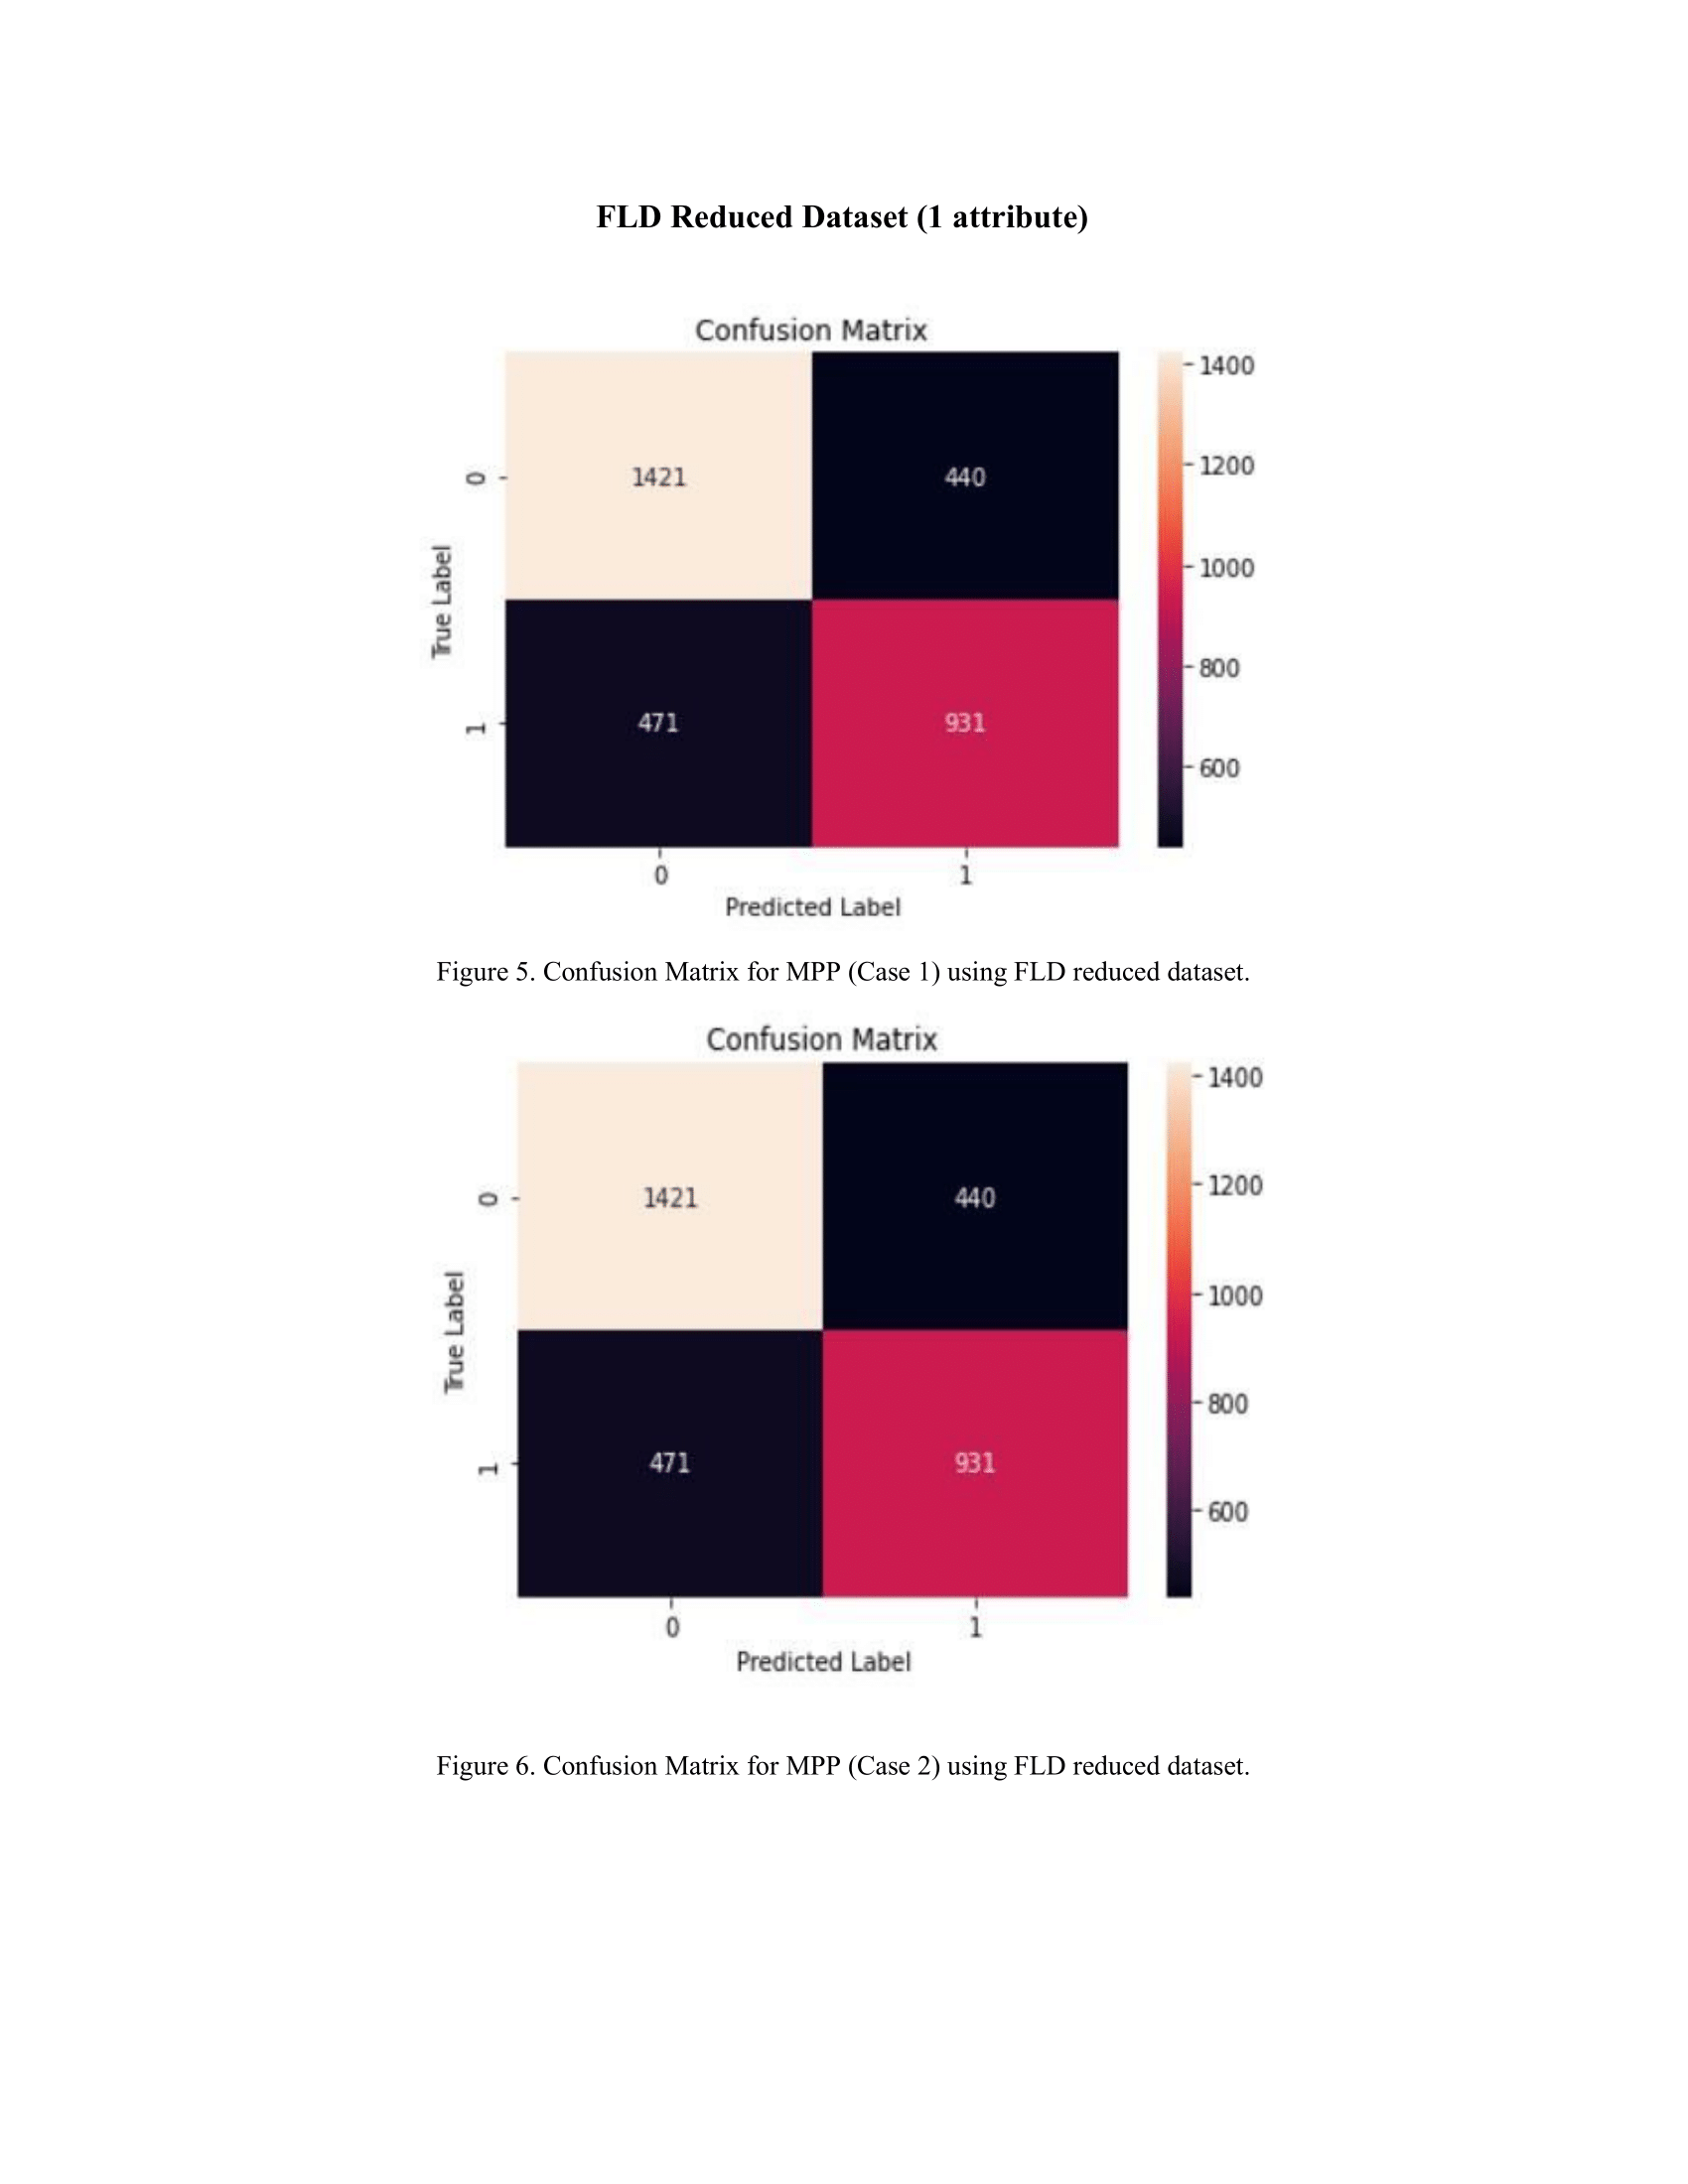 FLD Reduced Dataset (1 attribute)
Confusion Matrix
1421 440
471 931
0
1
True Label
0 1
Predicted Label
1400
1200
1000
800
600
Figure 5. Confusion Matrix for MPP (Case 1) using FLD reduced dataset.
Confusion Matrix
1421 440
471 931
0
1
True Label
0 1
Predicted Label
1400
1200
1000
800
600
Figure 6. Confusion Matrix for MPP (Case 2) using FLD reduced dataset.